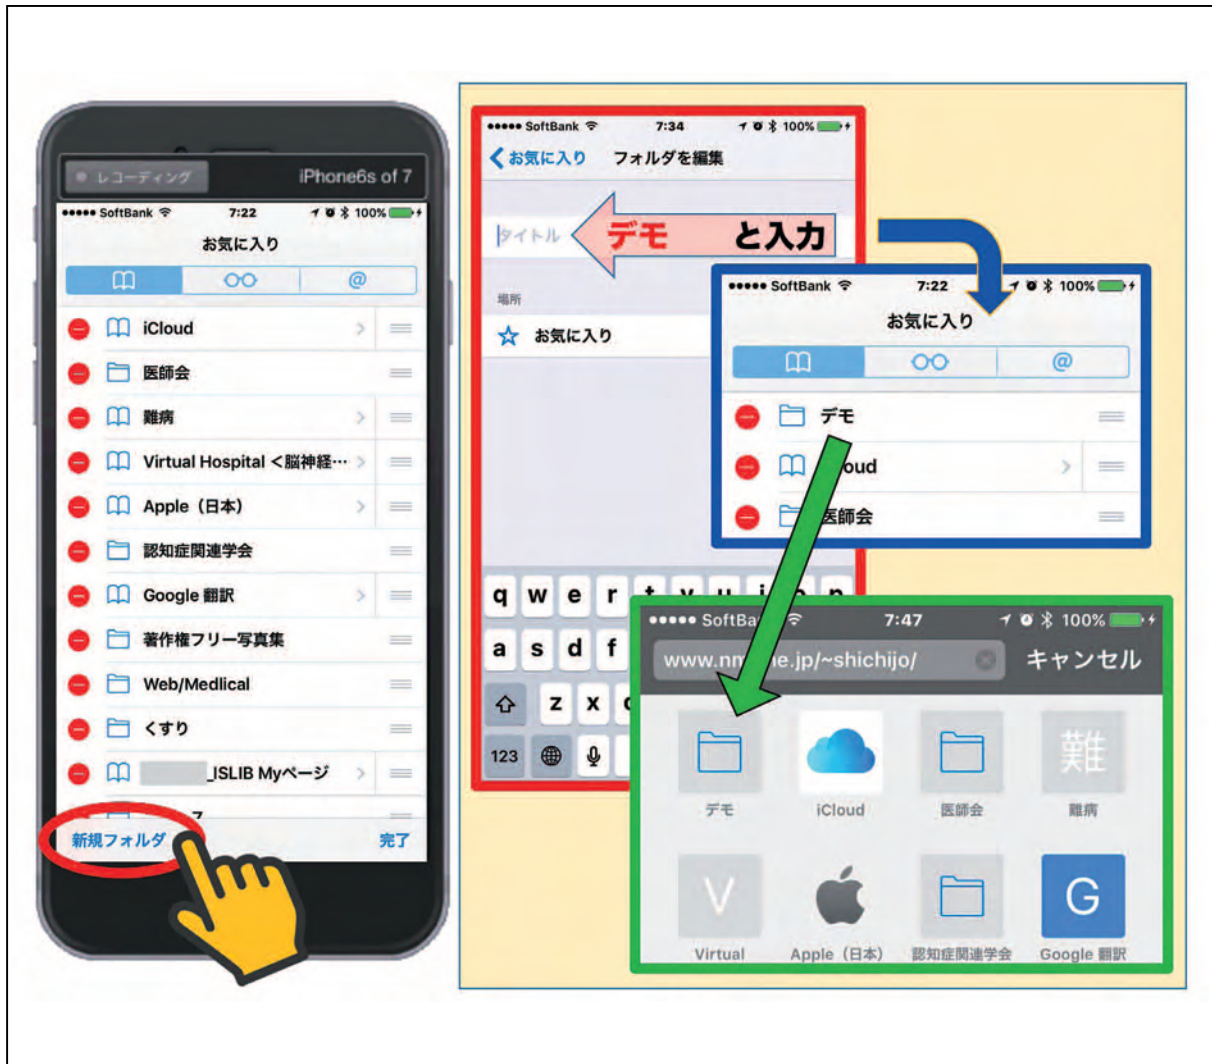 レコーディング
iPhone6s of 7
SoftBank 7:22 100%
お気に入り
@
iCloud
医師会
難病
Virtual Hospital <脳神経…
Apple（日本）
認知症関連学会
Google 翻訳
著作権フリー写真集
Web/Medlical
くすり
_ISLIB Myページ
新規フォルダ
完了
SoftBank 7:34 100%
お気に入り フォルダを編集
タイトル
デモ と入力
場所
お気に入り
q w e r t y u i o p
a s d f
z x c
123
SoftBank 7:22 100%
お気に入り
@
デモ
oud
医師会
SoftBa 7:47 100%
www.nm ne.jp/~shichijo/ キャンセル
難
デモ iCloud 医師会 難病
V G
Virtual Apple（日本） 認知症関連学会 Google 翻訳